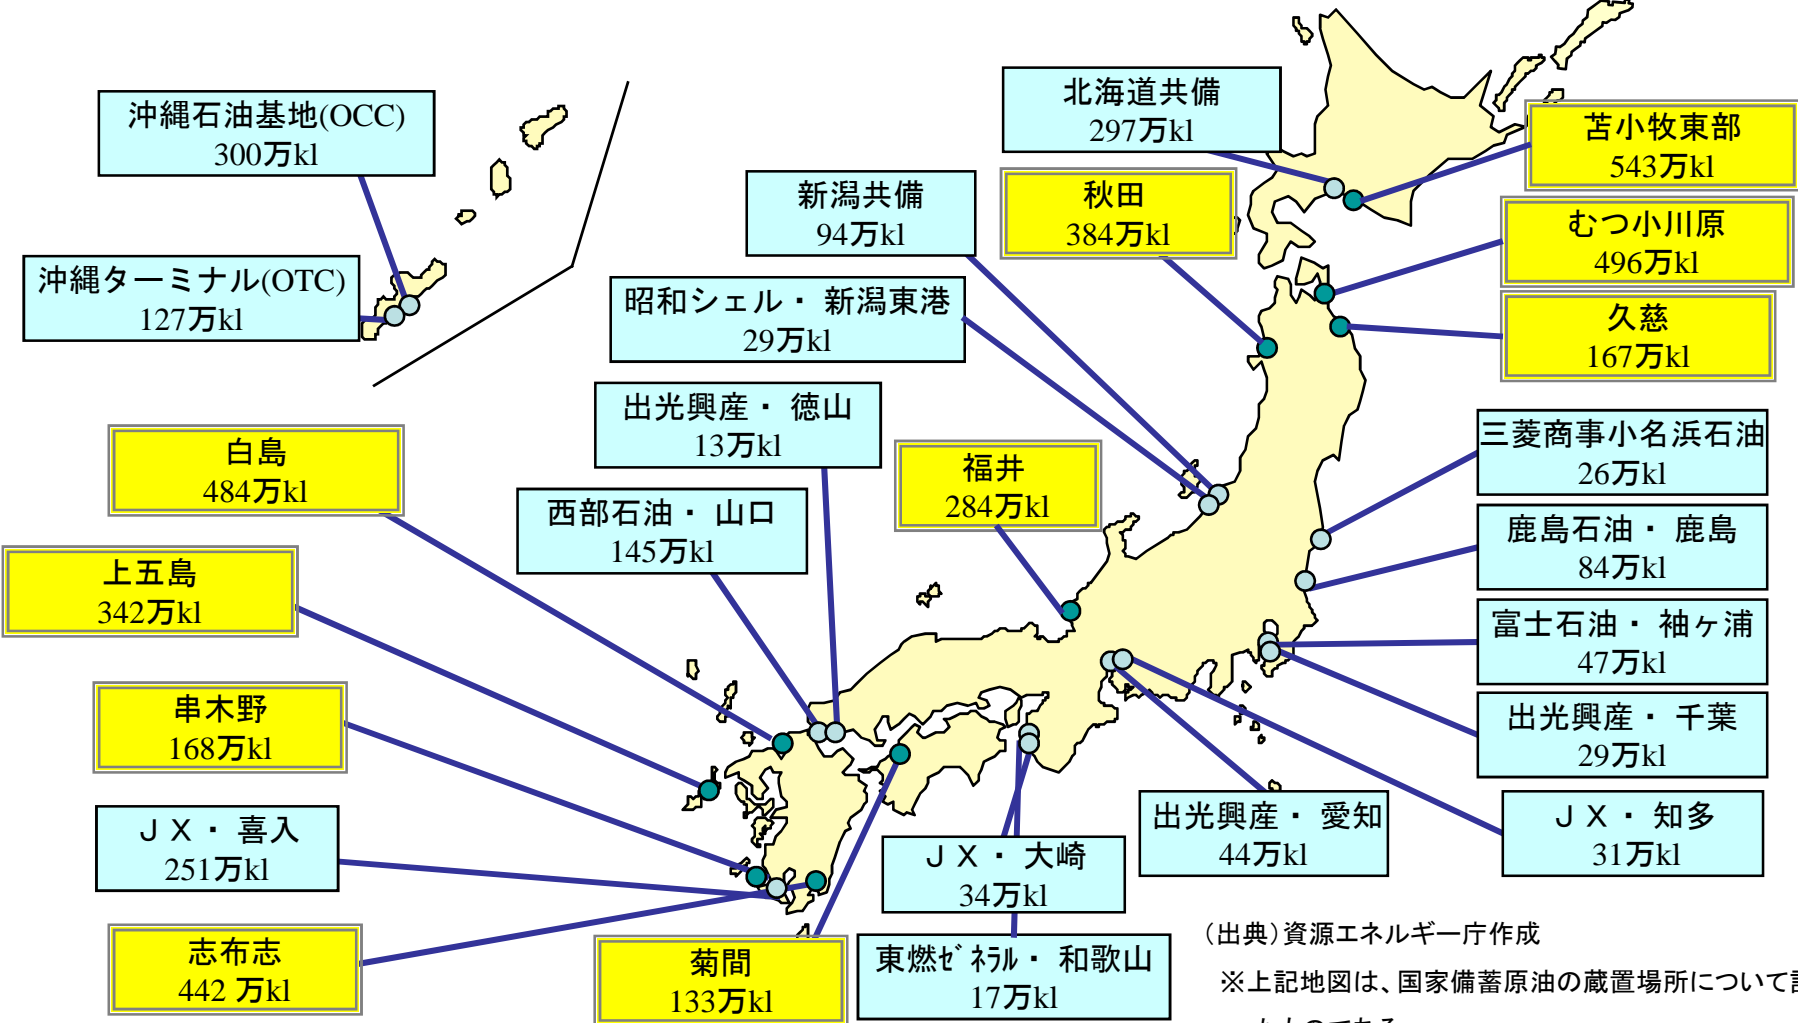 沖縄石油基地(OCC)
300万kl
沖縄ターミナル(OTC)
127万kl
北海道共備
297万kl
苫小牧東部
543万kl
新潟共備
94万kl
秋田
384万kl
むつ小川原
496万kl
昭和シェル・ 新潟東港
29万kl
久慈
167万kl
出光興産・ 徳山
13万kl
三菱商事小名浜石油
26万kl
白島
484万kl
福井
284万kl
西部石油・ 山口
145万kl
鹿島石油・ 鹿島
84万kl
上五島
342万kl
富士石油・ 袖ヶ浦
47万kl
串木野
168万kl
出光興産・ 千葉
29万kl
ＪＸ・ 喜入
251万kl
出光興産・ 愛知
44万kl
ＪＸ・ 知多
31万kl
ＪＸ・ 大崎
34万kl
志布志
442 万kl
菊間
133万kl
東燃ｾﾞﾈﾗﾙ・ 和歌山
17万kl
（出典）資源エネルギー庁作成
※上記地図は、国家備蓄原油の蔵置場所について